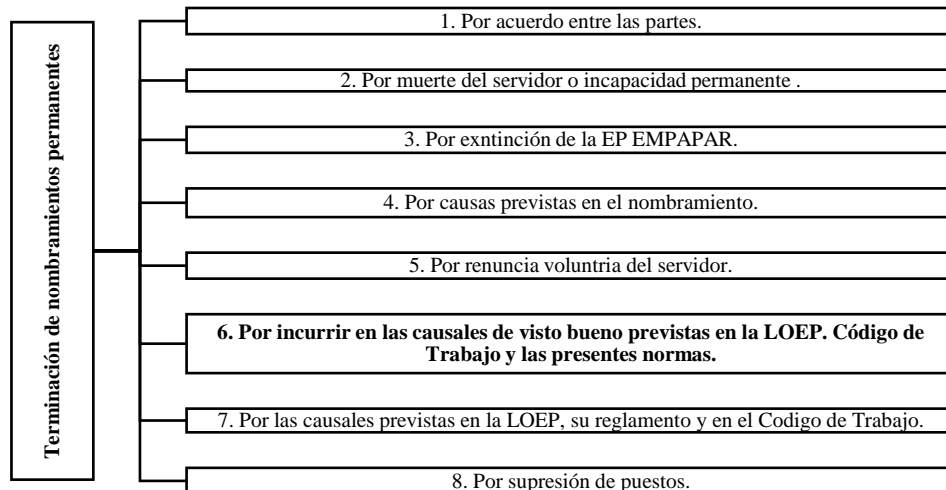 Terminación de nombramientos permanentes
1. Por acuerdo entre las partes.
2. Por muerte del servidor o incapacidad permanente .
3. Por exntinción de la EP EMPAPAR.
4. Por causas previstas en el nombramiento.
5. Por renuncia voluntria del servidor.
6. Por incurrir en las causales de visto bueno previstas en la LOEP. Código de
Trabajo y las presentes normas.
7. Por las causales previstas en la LOEP, su reglamento y en el Codigo de Trabajo.
8. Por supresión de puestos.